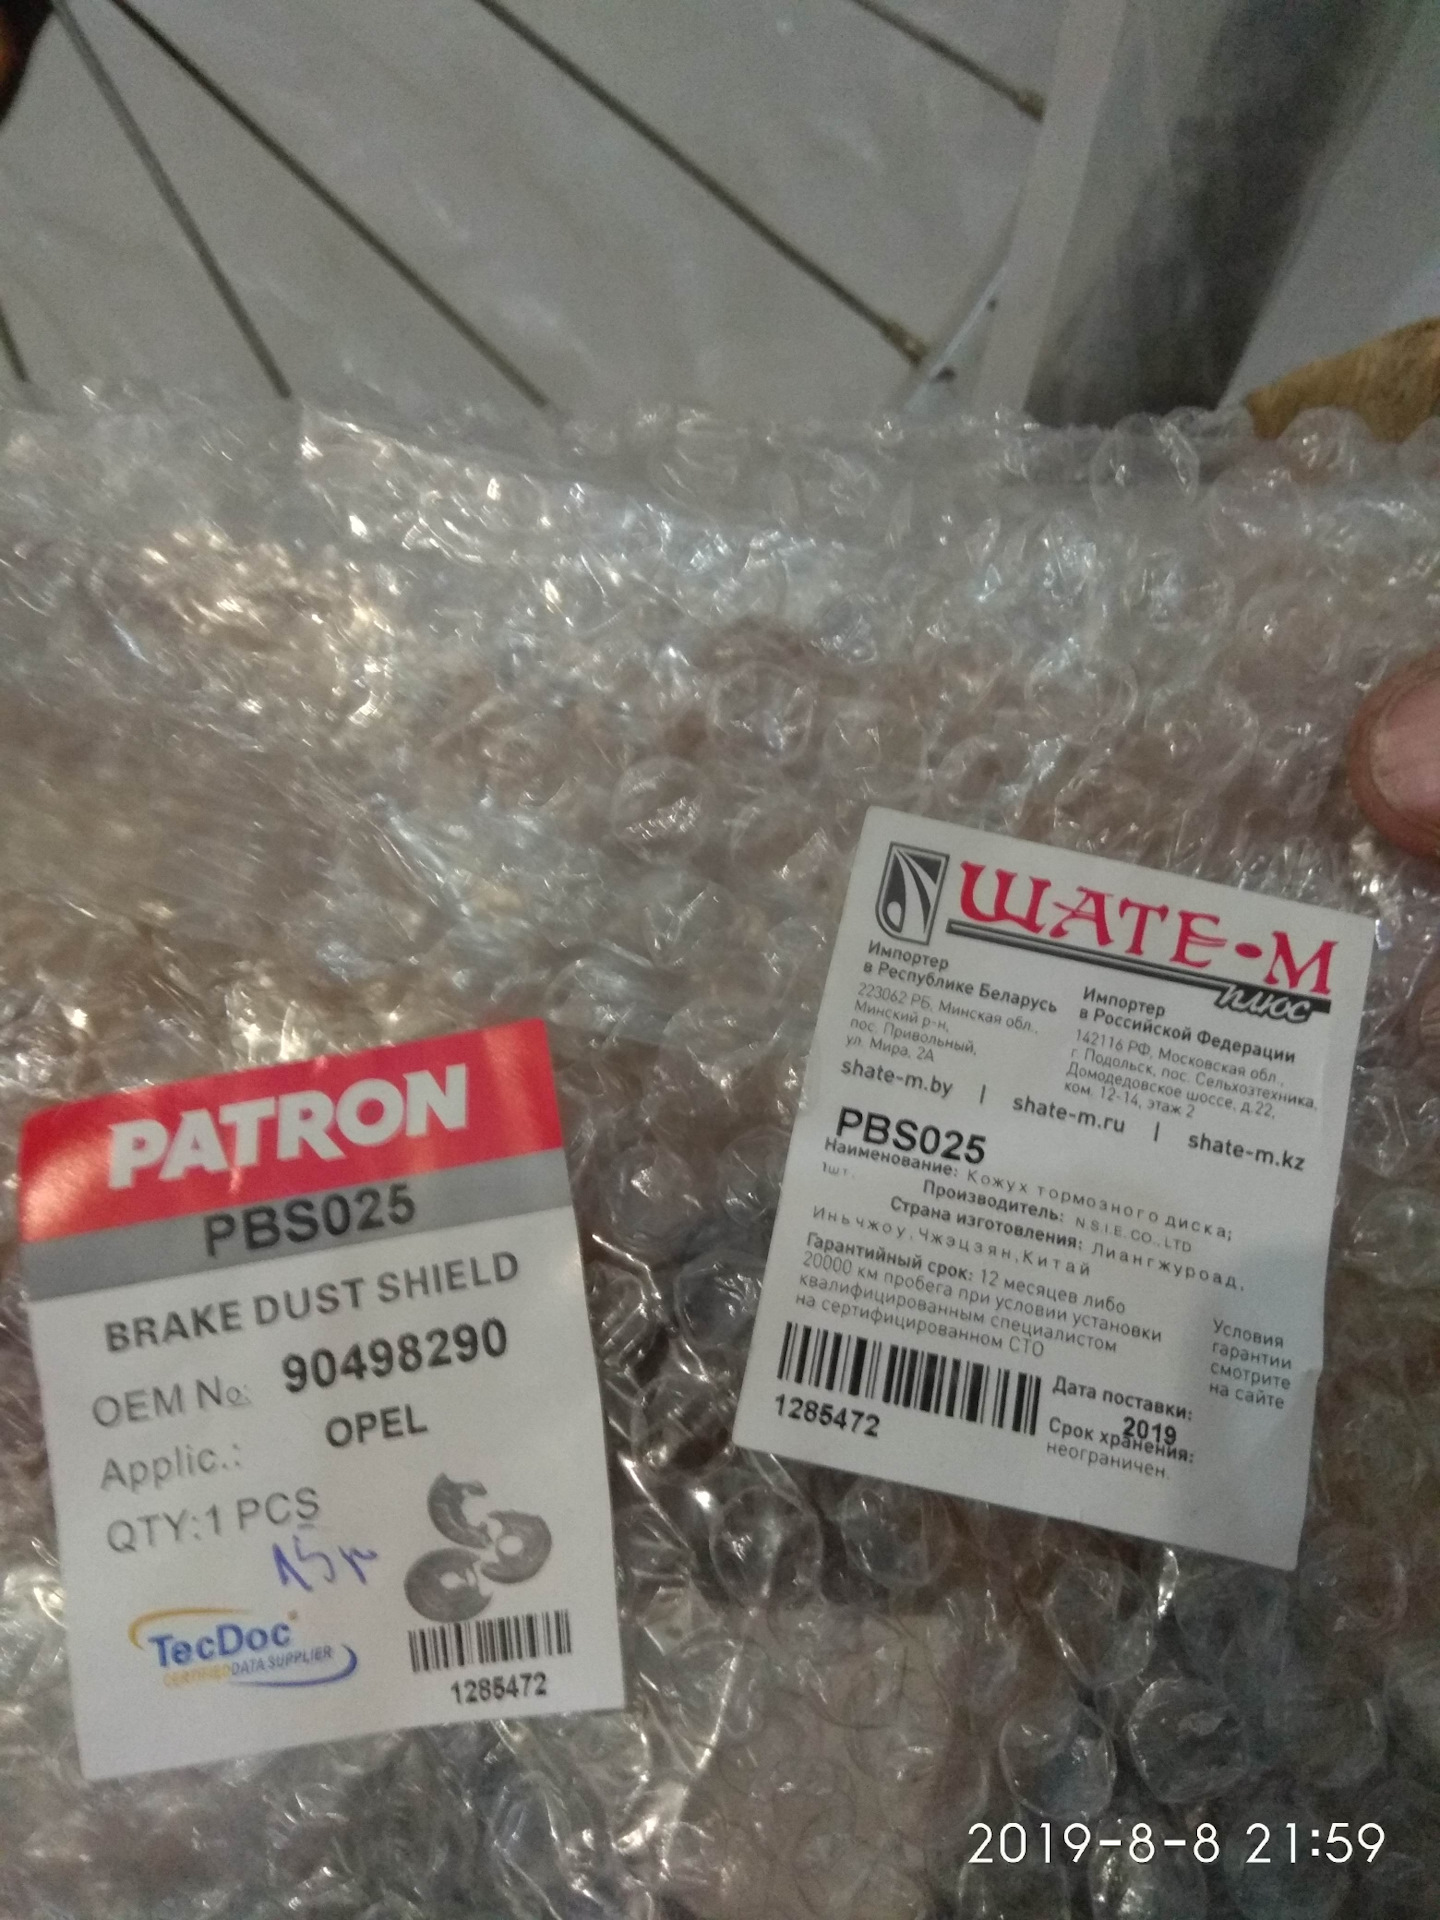 PATRON
PBS025
BRAKE DUST SHIELD
OEM No: 90498290
Applic.: OPEL
QTY:1 PCS
TecDoc
CERTIFIED DATA SUPPLIER
1285472
ШАТЕ-М
плюс
Импортер
в Республике Беларусь
223062 РБ, Минская обл.,
Минский р-н,
пос. Привольный,
ул. Мира, 2А
Импортер
в Российской Федерации
142116 РФ, Московская обл.,
г. Подольск, пос. Сельхозтехника,
Домодедовское шоссе, д.22,
ком. 12-14, этаж 2
shate-m.by | shate-m.ru | shate-m.kz
PBS025
Наименование: Кожух тормозного диска;
1шт.
Производитель: N.S.I.E. CO., LTD
Страна изготовления: Лиангжуроад,
Иньчжоу, Чжэцзян, Китай
Гарантийный срок: 12 месяцев либо
20000 км пробега при условии установки
квалифицированным специалистом
на сертифицированном СТО
Условия
гарантии
смотрите
на сайте
1285472
Дата поставки:
2019
Срок хранения:
неограничен.
2019-8-8 21:59